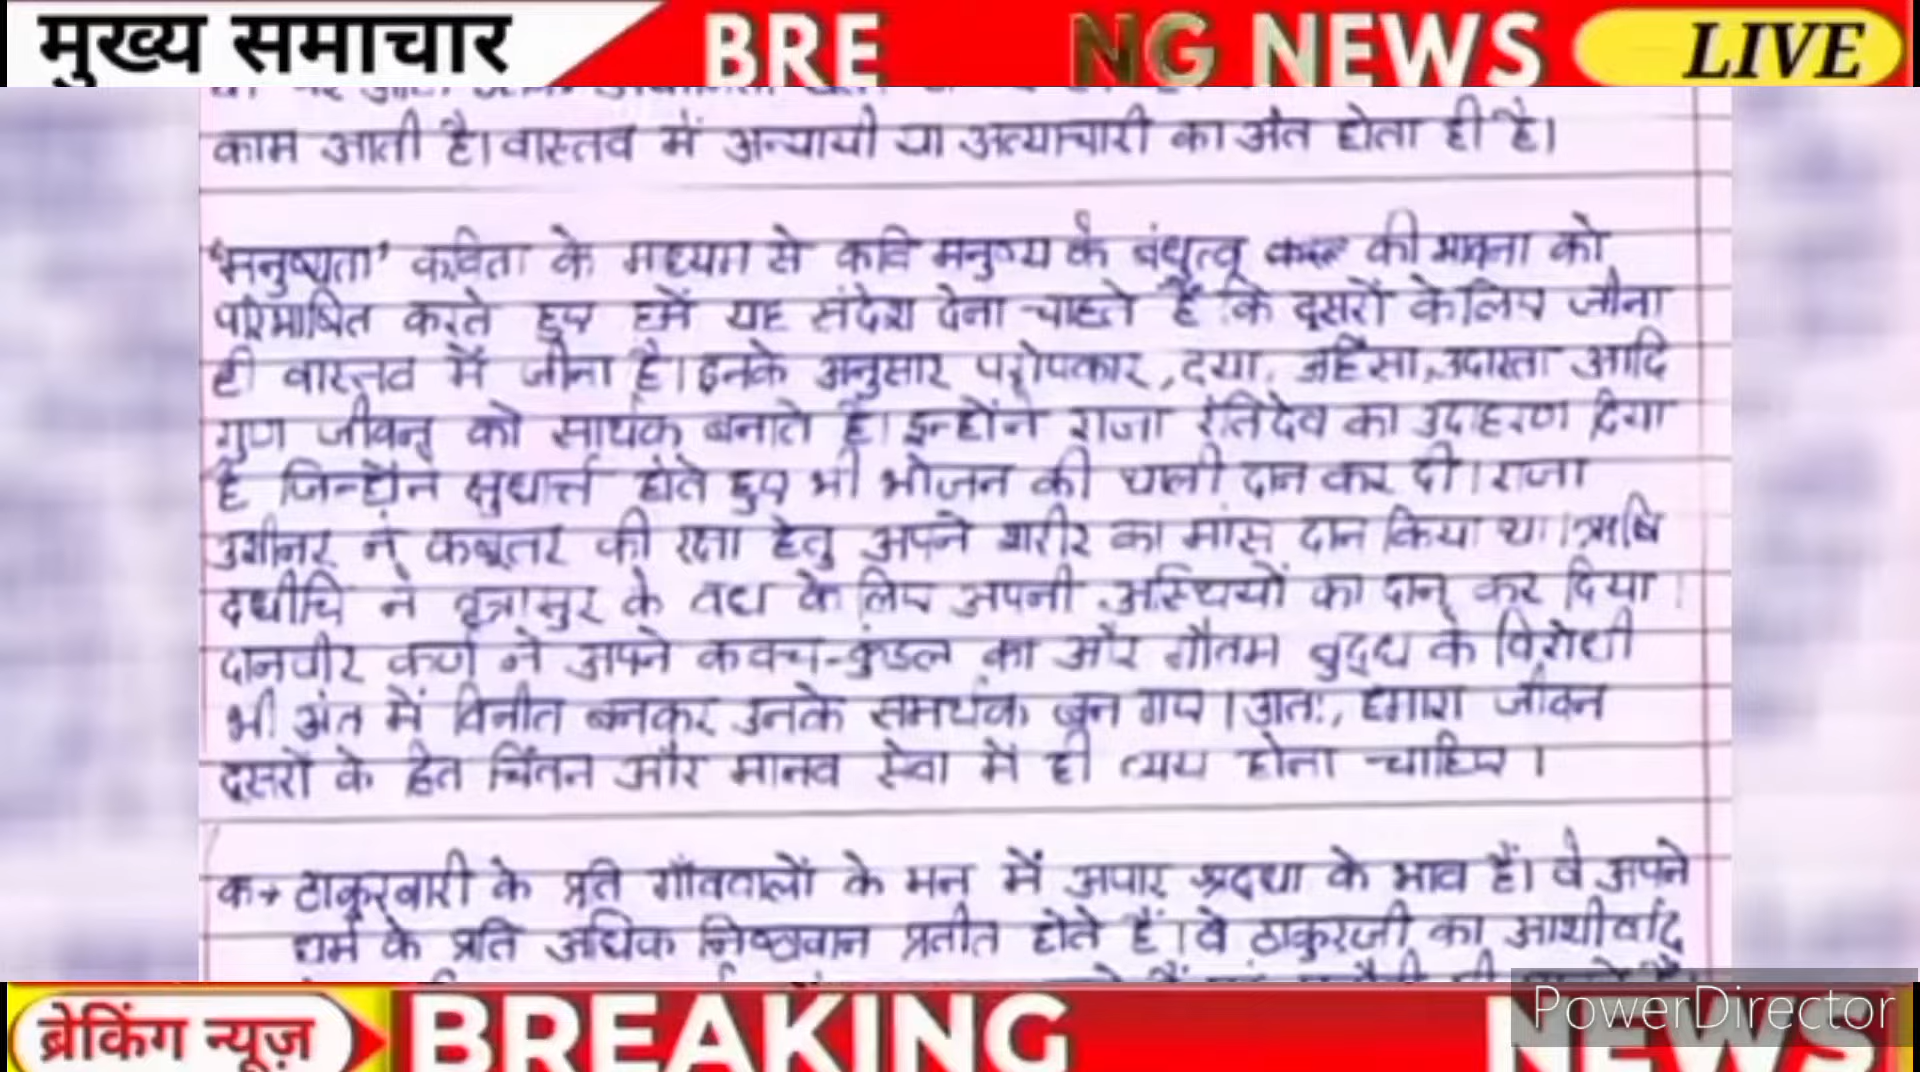 मुख्य समाचार
BRE NG NEWS
LIVE
काम आती है। वास्तव में अन्यायी या अत्याचारी का अंत होता ही है।
'मनुष्यता' कविता के माध्यम से कवि मनुष्य के बंधुत्व की भावना को
परिभाषित करते हुए हमें यह संदेश देना चाहते हैं कि दूसरों के लिए जीना
ही वास्तव में जीना है। इनके अनुसार परोपकार, दया, अहिंसा, उदारता आदि
गुण जीवन को सार्थक बनाते हैं। इन्होंने राजा रंतिदेव का उदाहरण दिया
है जिन्होंने क्षुधार्त्त होते हुए भी भोजन की थाली दान कर दी। राजा
उशीनर ने कबूतर की रक्षा हेतु अपने शरीर का मांस दान किया था। ऋषि
दधीचि ने वृत्रासुर के वध के लिए अपनी अस्थियों का दान कर दिया।
दानवीर कर्ण ने अपने कवच-कुंडल का और गौतम बुद्ध के विरोधी
भी अंत में विनीत बनकर उनके समर्थक बन गए। अतः, हमारा जीवन
दूसरों के हित चिंतन और मानव सेवा में ही व्यय होना चाहिए।
क→ ठाकुरबारी के प्रति गाँववालों के मन में अपार श्रद्धा के भाव हैं। वे अपने
धर्म के प्रति अधिक निष्ठावान प्रतीत होते हैं। वे ठाकुरजी का आशीर्वाद
PowerDirector
ब्रेकिंग न्यूज़
BREAKING NEWS